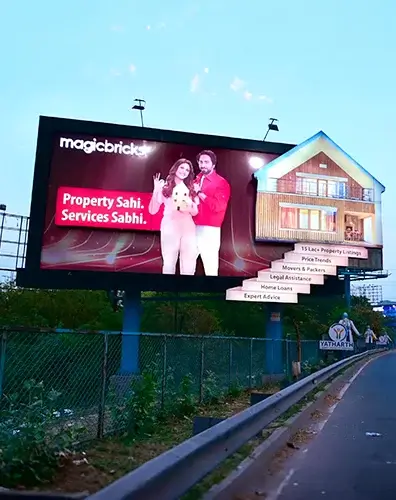 magicbricks
Property Sahi.
Services Sabhi.
15 Lac+ Property Listings
Price Trends
Movers & Packers
Legal Assistance
Home Loans
Expert Advice
YATHARTH